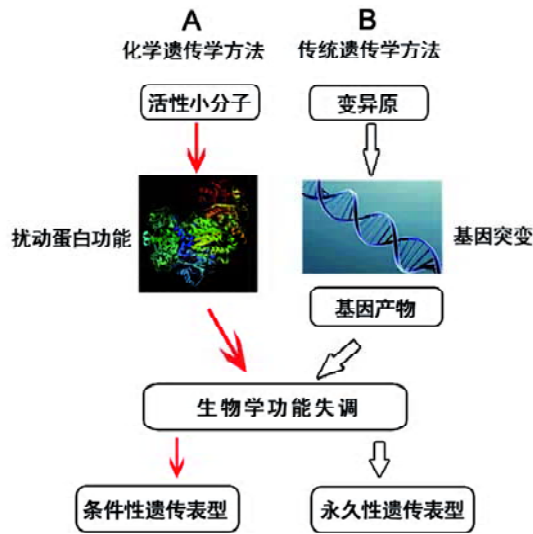 A B
化学遗传学方法 传统遗传学方法
活性小分子 变异原
扰动蛋白功能 基因突变
基因产物
生物学功能失调
条件性遗传表型 永久性遗传表型